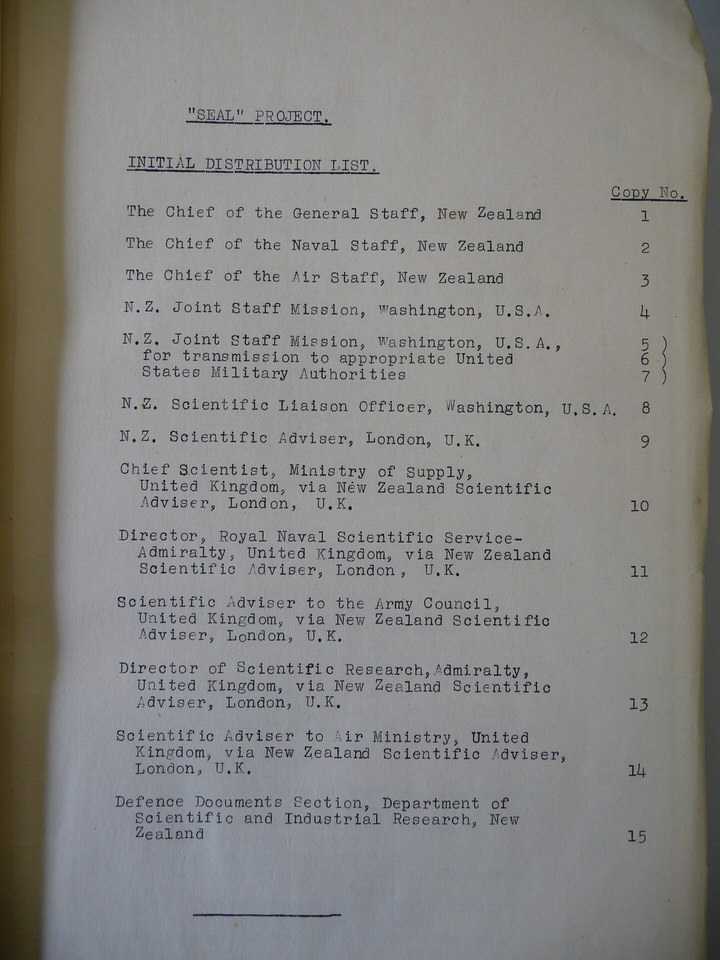 "SEAL" PROJECT.
INITIAL DISTRIBUTION LIST.
Copy No.
The Chief of the General Staff, New Zealand 1
The Chief of the Naval Staff, New Zealand 2
The Chief of the Air Staff, New Zealand 3
N.Z. Joint Staff Mission, Washington, U.S.A. 4
N.Z. Joint Staff Mission, Washington, U.S.A., 5 )
for transmission to appropriate United 6 )
States Military Authorities 7 )
N.Z. Scientific Liaison Officer, Washington, U.S.A. 8
N.Z. Scientific Adviser, London, U.K. 9
Chief Scientist, Ministry of Supply,
United Kingdom, via New Zealand Scientific
Adviser, London, U.K. 10
Director, Royal Naval Scientific Service-
Admiralty, United Kingdom, via New Zealand
Scientific Adviser, London, U.K. 11
Scientific Adviser to the Army Council,
United Kingdom, via New Zealand Scientific
Adviser, London, U.K. 12
Director of Scientific Research, Admiralty,
United Kingdom, via New Zealand Scientific
Adviser, London, U.K. 13
Scientific Adviser to Air Ministry, United
Kingdom, via New Zealand Scientific Adviser,
London, U.K. 14
Defence Documents Section, Department of
Scientific and Industrial Research, New
Zealand 15